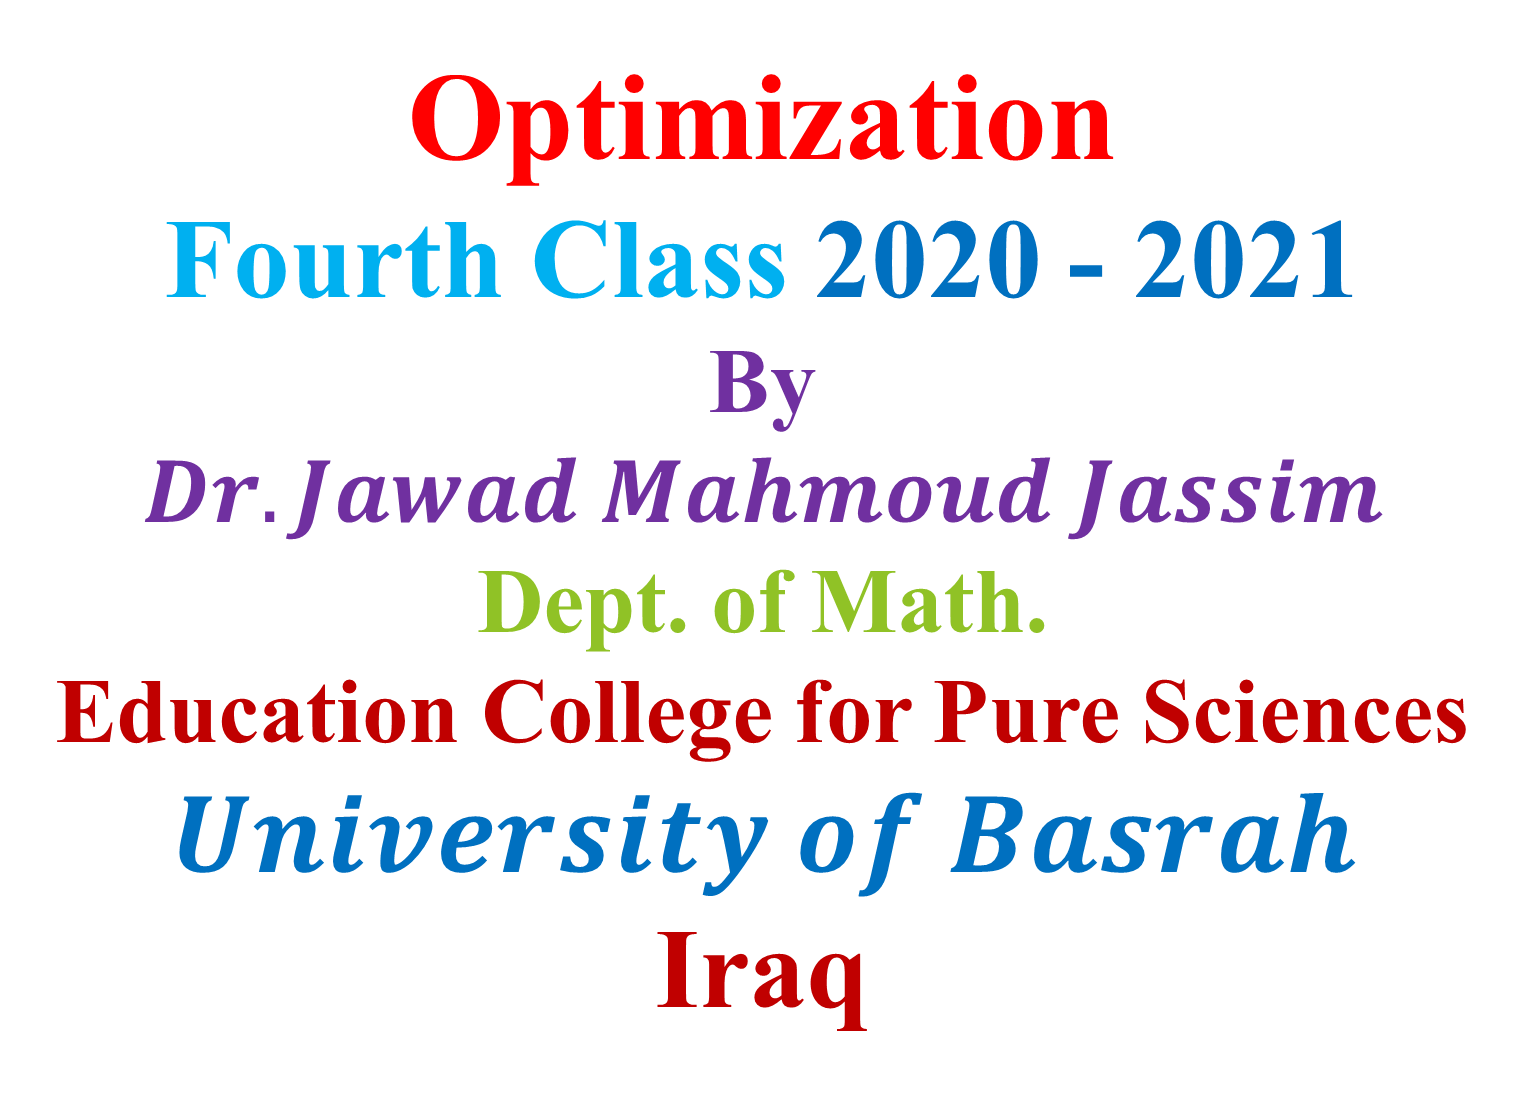 Optimization
Fourth Class 2020 - 2021
By
Dr. Jawad Mahmoud Jassim
Dept. of Math.
Education College for Pure Sciences
University of Basrah
Iraq